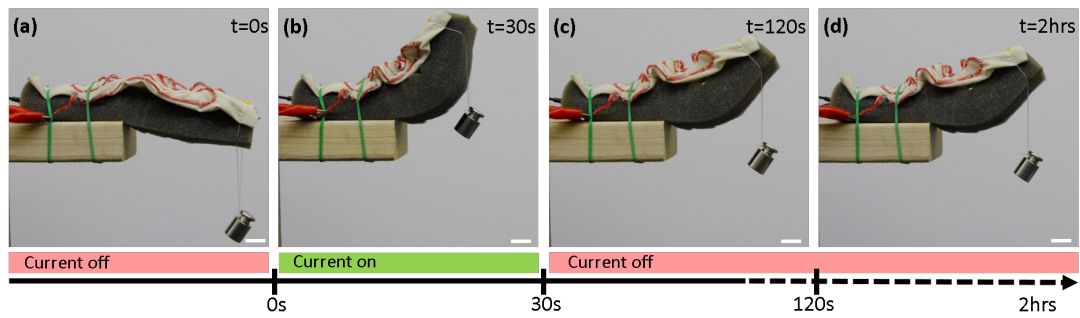 (a) t=0s
(b) t=30s
(c) t=120s
(d) t=2hrs
Current off
Current on
Current off
0s
30s
120s
2hrs